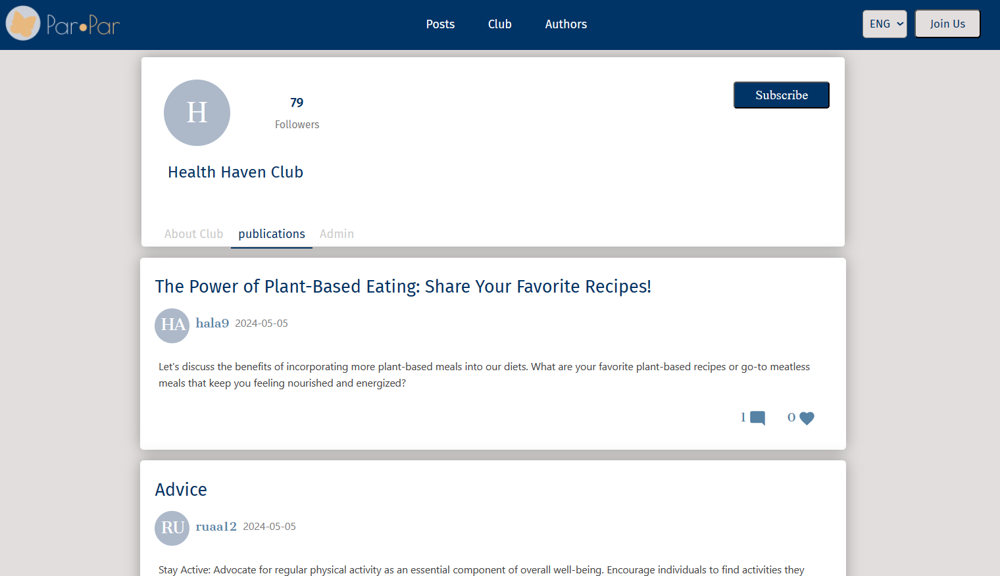 Par•Par
Posts
Club
Authors
ENG
Join Us
H
79
Followers
Subscribe
Health Haven Club
About Club
publications
Admin
The Power of Plant-Based Eating: Share Your Favorite Recipes!
HA
hala9 2024-05-05
Let's discuss the benefits of incorporating more plant-based meals into our diets. What are your favorite plant-based recipes or go-to meatless
meals that keep you feeling nourished and energized?
1
0
Advice
RU
ruaa12 2024-05-05
Stay Active: Advocate for regular physical activity as an essential component of overall well-being. Encourage individuals to find activities they